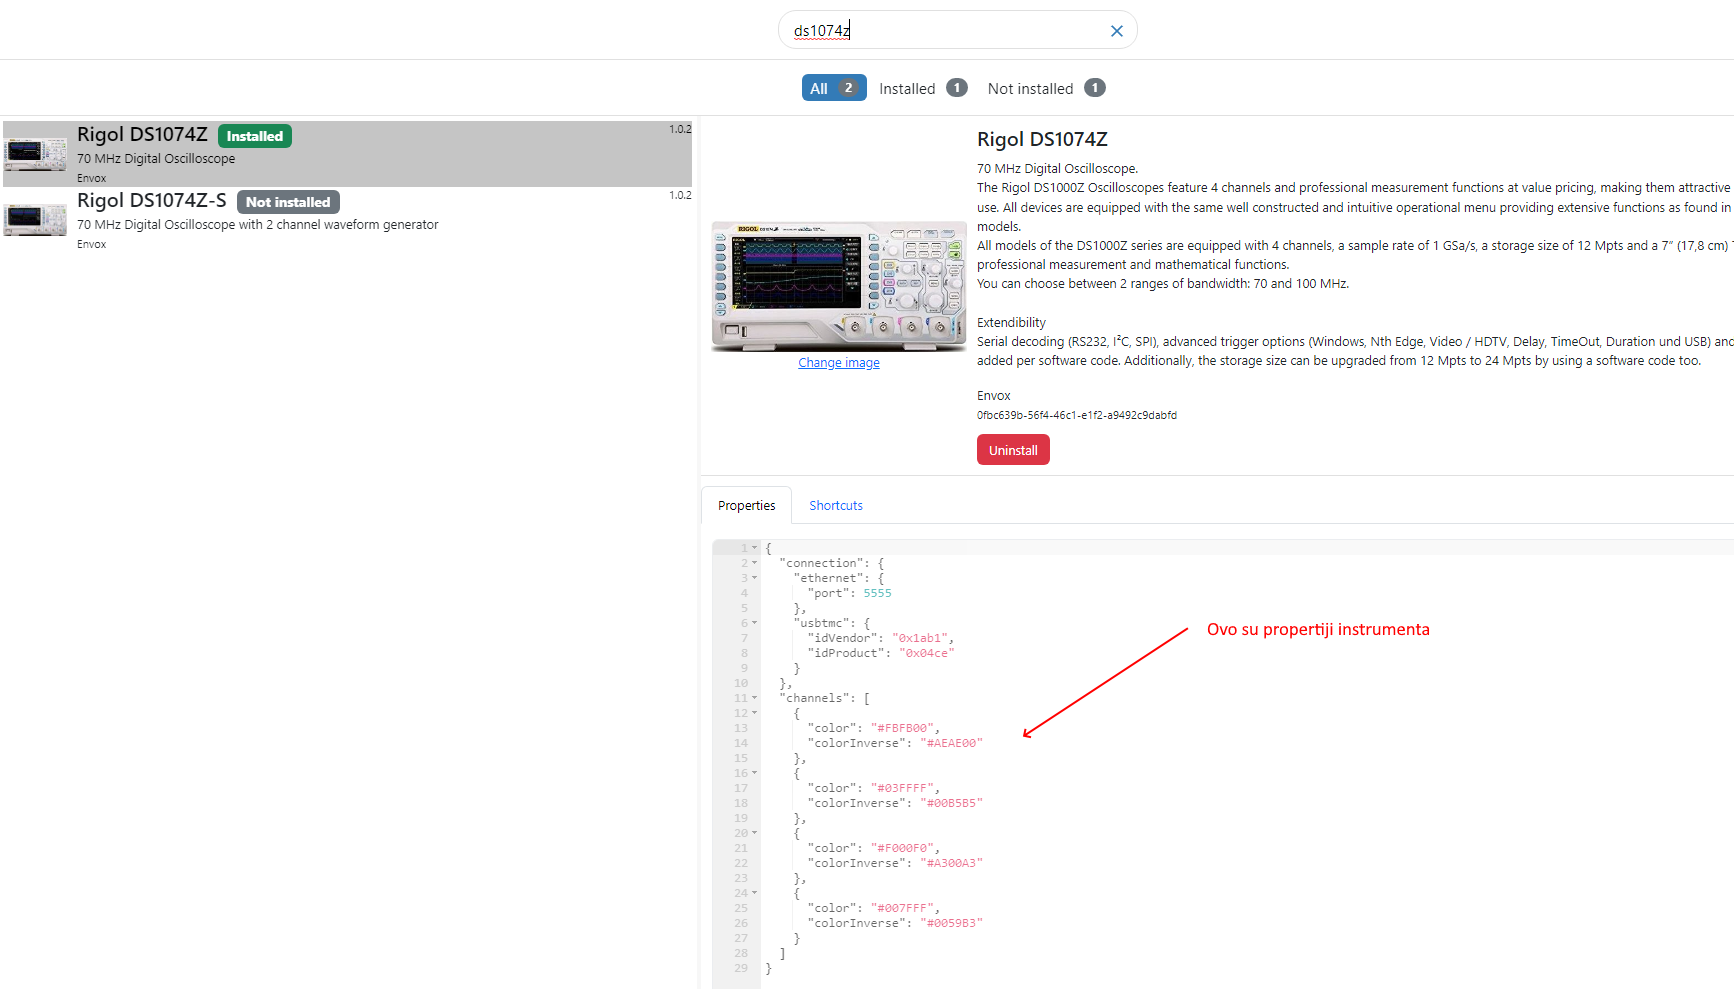 ds1074z
All 2 Installed 1 Not installed 1
Rigol DS1074Z Installed 1.0.2
70 MHz Digital Oscilloscope
Envox
Rigol DS1074Z-S Not installed 1.0.2
70 MHz Digital Oscilloscope with 2 channel waveform generator
Envox
RIGOL
Change image
Rigol DS1074Z
70 MHz Digital Oscilloscope.
The Rigol DS1000Z Oscilloscopes feature 4 channels and professional measurement functions at value pricing, making them attractive
use. All devices are equipped with the same well constructed and intuitive operational menu providing extensive functions as found in
models.
All models of the DS1000Z series are equipped with 4 channels, a sample rate of 1 GSa/s, a storage size of 12 Mpts and a 7″ (17,8 cm) T
professional measurement and mathematical functions.
You can choose between 2 ranges of bandwidth: 70 and 100 MHz.
Extendibility
Serial decoding (RS232, I²C, SPI), advanced trigger options (Windows, Nth Edge, Video / HDTV, Delay, TimeOut, Duration und USB) and
added per software code. Additionally, the storage size can be upgraded from 12 Mpts to 24 Mpts by using a software code too.
Envox
0fbc639b-56f4-46c1-e1f2-a9492c9dabfd
Uninstall
Properties Shortcuts
1 {
2 "connection": {
3 "ethernet": {
4 "port": 5555
5 },
6 "usbtmc": {
7 "idVendor": "0x1ab1",
8 "idProduct": "0x04ce"
9 }
10 },
11 "channels": [
12 {
13 "color": "#FBFB00",
14 "colorInverse": "#AEAE00"
15 },
16 {
17 "color": "#03FFFF",
18 "colorInverse": "#00B5B5"
19 },
20 {
21 "color": "#F000F0",
22 "colorInverse": "#A300A3"
23 },
24 {
25 "color": "#007FFF",
26 "colorInverse": "#0059B3"
27 }
28 ]
29 }
Ovo su propertiji instrumenta